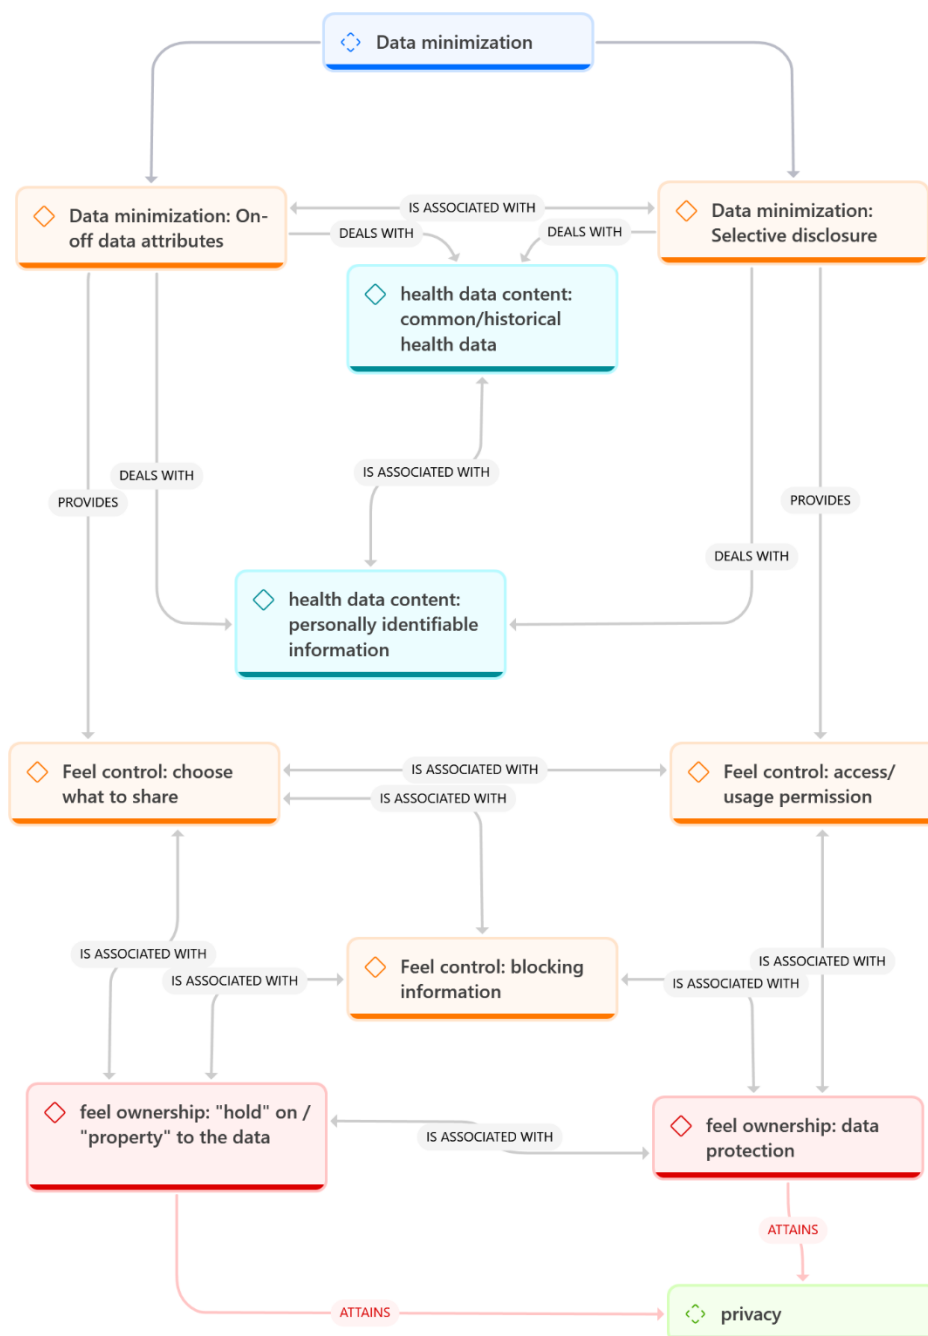 Data minimization
Data minimization: On-
off data attributes
IS ASSOCIATED WITH
Data minimization:
Selective disclosure
DEALS WITH
DEALS WITH
health data content:
common/historical
health data
IS ASSOCIATED WITH
DEALS WITH
PROVIDES
PROVIDES
DEALS WITH
health data content:
personally identifiable
information
Feel control: choose
what to share
IS ASSOCIATED WITH
IS ASSOCIATED WITH
Feel control: access/
usage permission
IS ASSOCIATED WITH
IS ASSOCIATED WITH
Feel control: blocking
information
IS ASSOCIATED WITH
IS ASSOCIATED WITH
feel ownership: "hold" on /
"property" to the data
IS ASSOCIATED WITH
feel ownership: data
protection
ATTAINS
ATTAINS
privacy